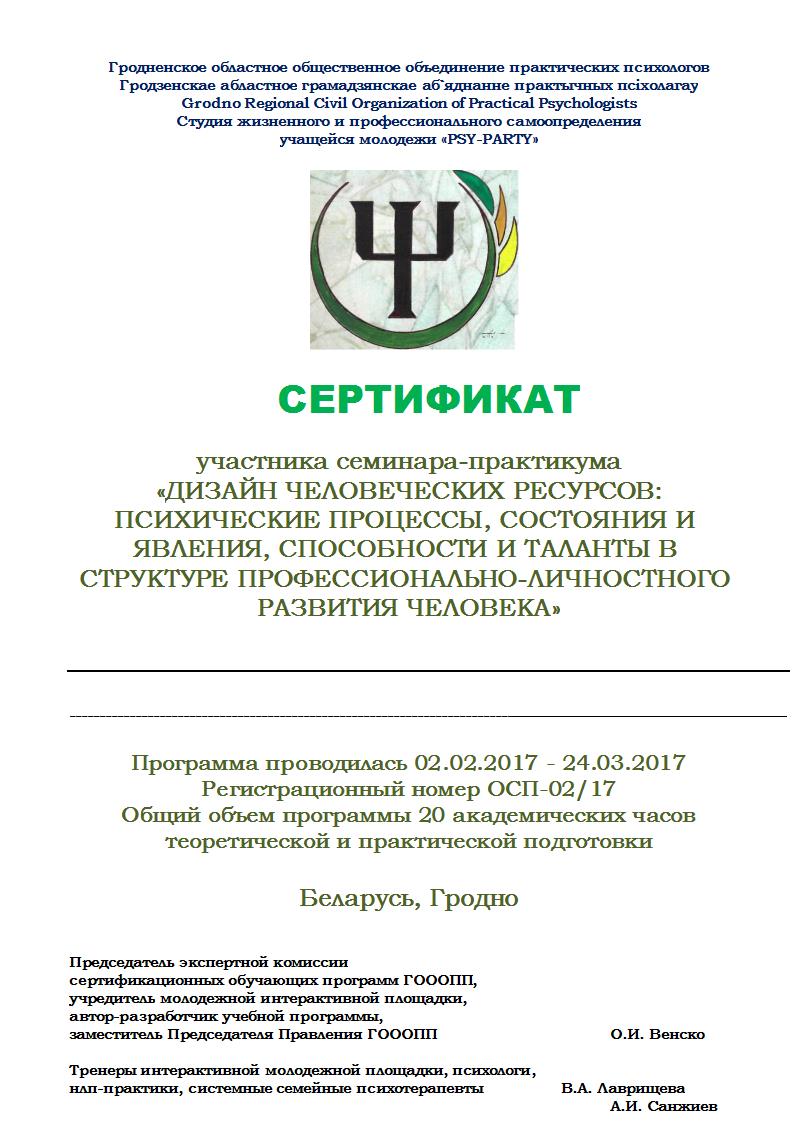 Гродненское областное общественное объединение практических психологов
Гродзенскае абластное грамадзянскае аб`яднанне практычных псiхолагау
Grodno Regional Civil Organization of Practical Psychologists
Студия жизненного и профессионального самоопределения
учащейся молодежи «PSY-PARTY»
СЕРТИФИКАТ
участника семинара-практикума
«ДИЗАЙН ЧЕЛОВЕЧЕСКИХ РЕСУРСОВ:
ПСИХИЧЕСКИЕ ПРОЦЕССЫ, СОСТОЯНИЯ И
ЯВЛЕНИЯ, СПОСОБНОСТИ И ТАЛАНТЫ В
СТРУКТУРЕ ПРОФЕССИОНАЛЬНО-ЛИЧНОСТНОГО
РАЗВИТИЯ ЧЕЛОВЕКА»
Программа проводилась 02.02.2017 - 24.03.2017
Регистрационный номер ОСП-02/17
Общий объем программы 20 академических часов
теоретической и практической подготовки
Беларусь, Гродно
Председатель экспертной комиссии
сертификационных обучающих программ ГОООПП,
учредитель молодежной интерактивной площадки,
автор-разработчик учебной программы,
заместитель Председателя Правления ГОООПП О.И. Венско
Тренеры интерактивной молодежной площадки, психологи,
нлп-практики, системные семейные психотерапевты В.А. Лаврищева
А.И. Санжиев